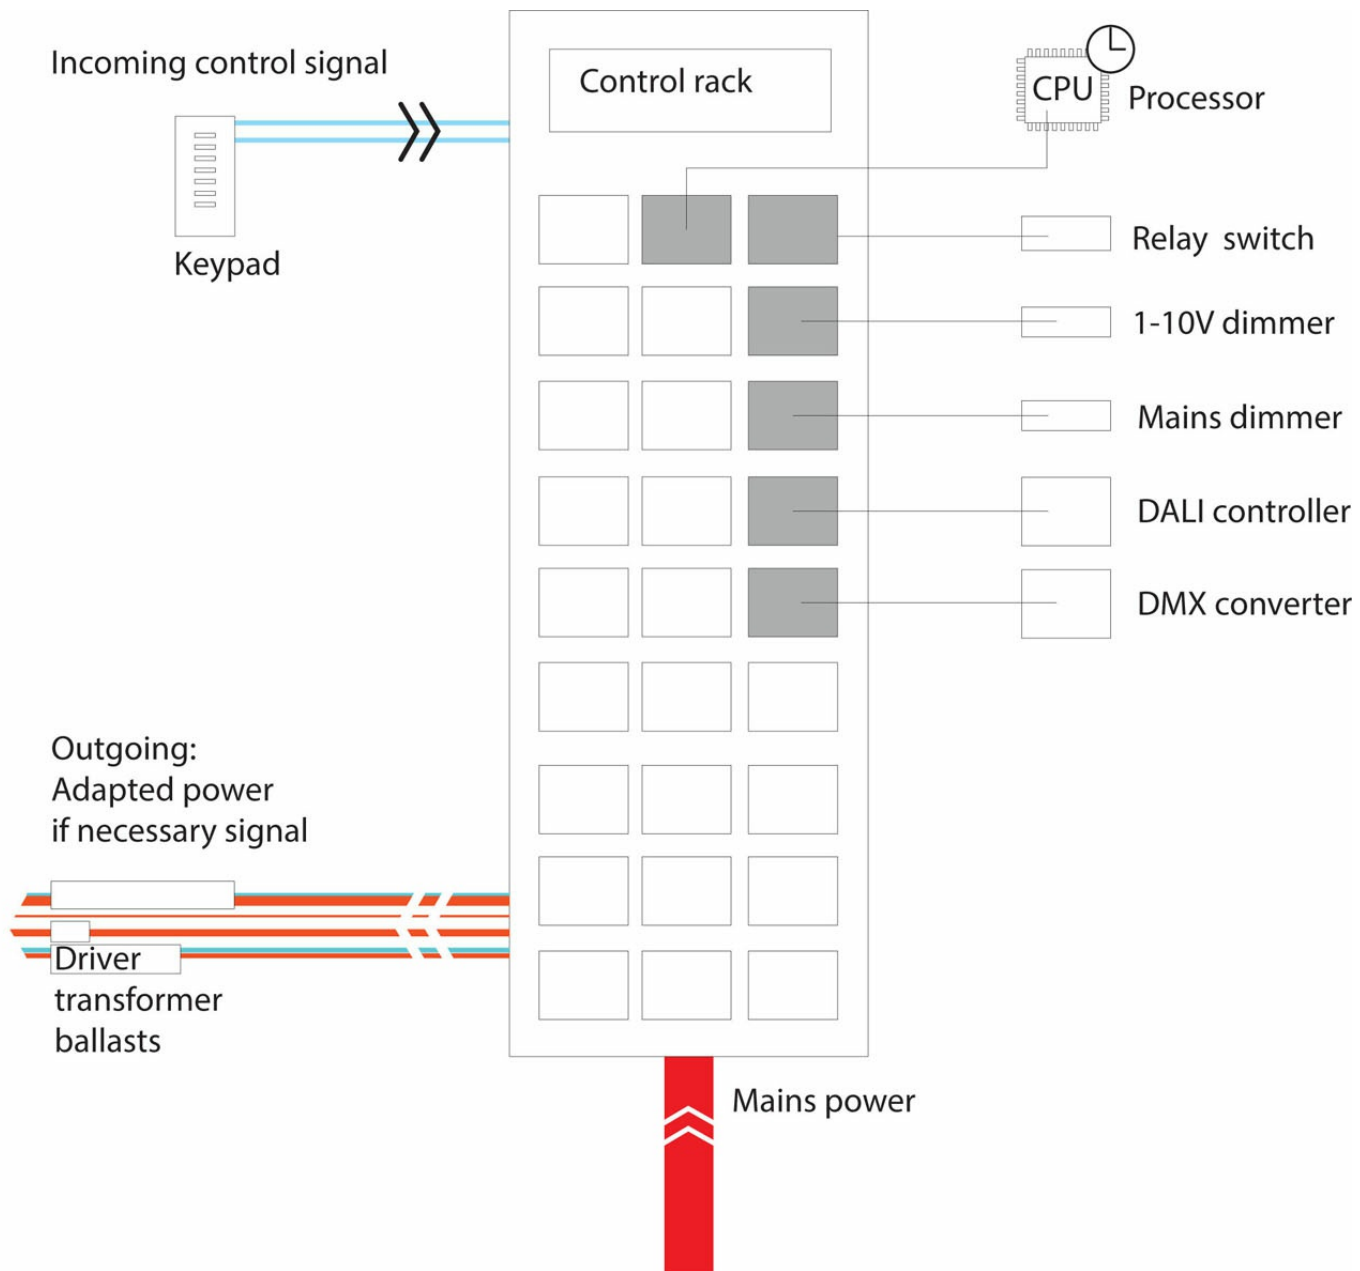 Incoming control signal
Keypad
Control rack
CPU
Processor
Relay switch
1-10V dimmer
Mains dimmer
DALI controller
DMX converter
Outgoing:
Adapted power
if necessary signal
Driver
transformer
ballasts
Mains power